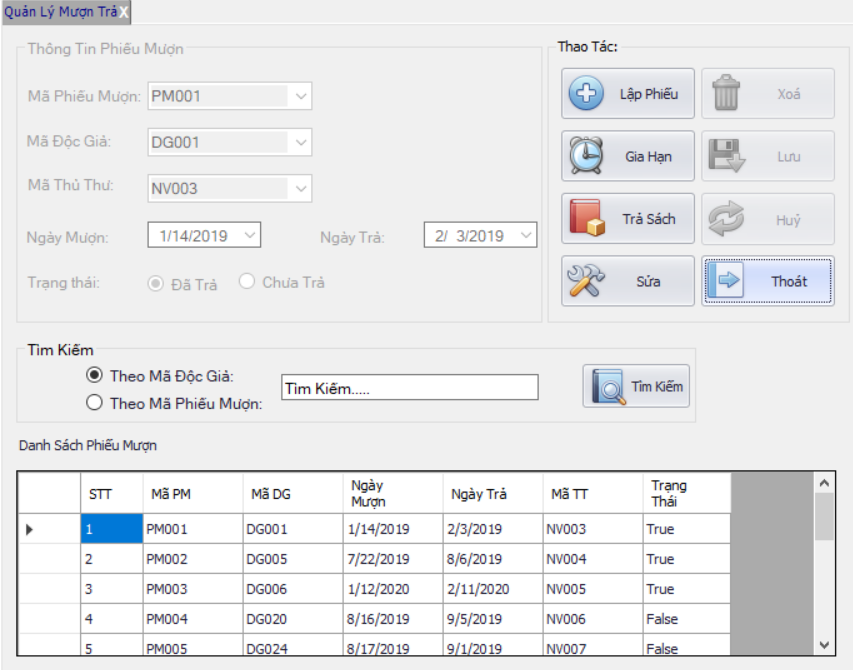 Quản Lý Mượn Trả X
Thông Tin Phiếu Mượn
Mã Phiếu Mượn: PM001
Mã Độc Giả: DG001
Mã Thủ Thư: NV003
Ngày Mượn: 1/14/2019 Ngày Trả: 2/ 3/2019
Trạng thái: Đã Trả Chưa Trả
Thao Tác:
Lập Phiếu Xoá
Gia Hạn Lưu
Trả Sách Huỷ
Sửa Thoát
Tìm Kiếm
Theo Mã Độc Giả:
Theo Mã Phiếu Mượn:
Tìm Kiếm.....
Tìm Kiếm
Danh Sách Phiếu Mượn
STT Mã PM Mã DG Ngày Mượn Ngày Trả Mã TT Trạng Thái
1 PM001 DG001 1/14/2019 2/3/2019 NV003 True
2 PM002 DG005 7/22/2019 8/6/2019 NV004 True
3 PM003 DG006 1/12/2020 2/11/2020 NV005 True
4 PM004 DG020 8/16/2019 9/5/2019 NV006 False
5 PM005 DG024 8/17/2019 9/1/2019 NV007 False